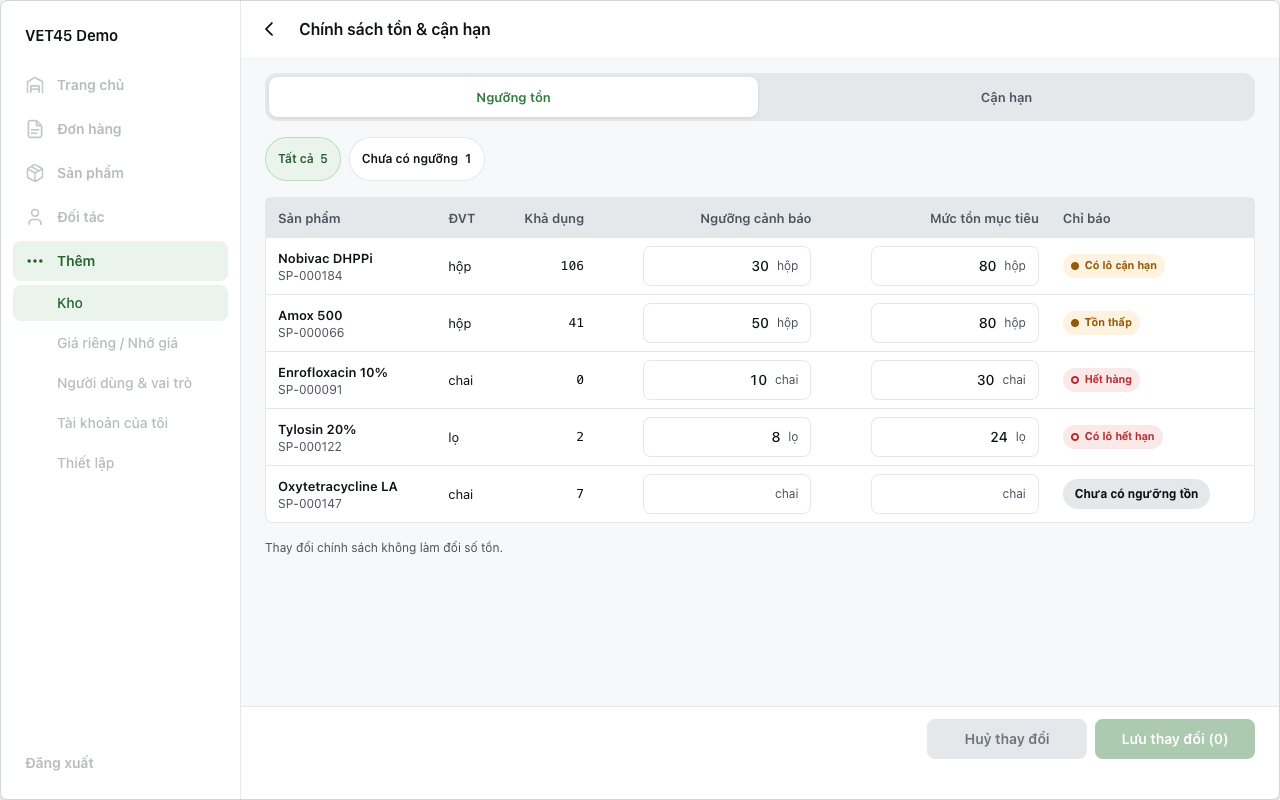 VET45 Demo
Trang chủ
Đơn hàng
Sản phẩm
Đối tác
Thêm
Kho
Giá riêng / Nhớ giá
Người dùng & vai trò
Tài khoản của tôi
Thiết lập
Đăng xuất
Chính sách tồn & cận hạn
Ngưỡng tồn Cận hạn
Tất cả 5 Chưa có ngưỡng 1
Sản phẩm ĐVT Khả dụng Ngưỡng cảnh báo Mức tồn mục tiêu Chỉ báo
Nobivac DHPPi
SP-000184
hộp 106 30 hộp 80 hộp Có lô cận hạn
Amox 500
SP-000066
hộp 41 50 hộp 80 hộp Tồn thấp
Enrofloxacin 10%
SP-000091
chai 0 10 chai 30 chai Hết hàng
Tylosin 20%
SP-000122
lọ 2 8 lọ 24 lọ Có lô hết hạn
Oxytetracycline LA
SP-000147
chai 7 chai chai Chưa có ngưỡng tồn
Thay đổi chính sách không làm đổi số tồn.
Huỷ thay đổi Lưu thay đổi (0)